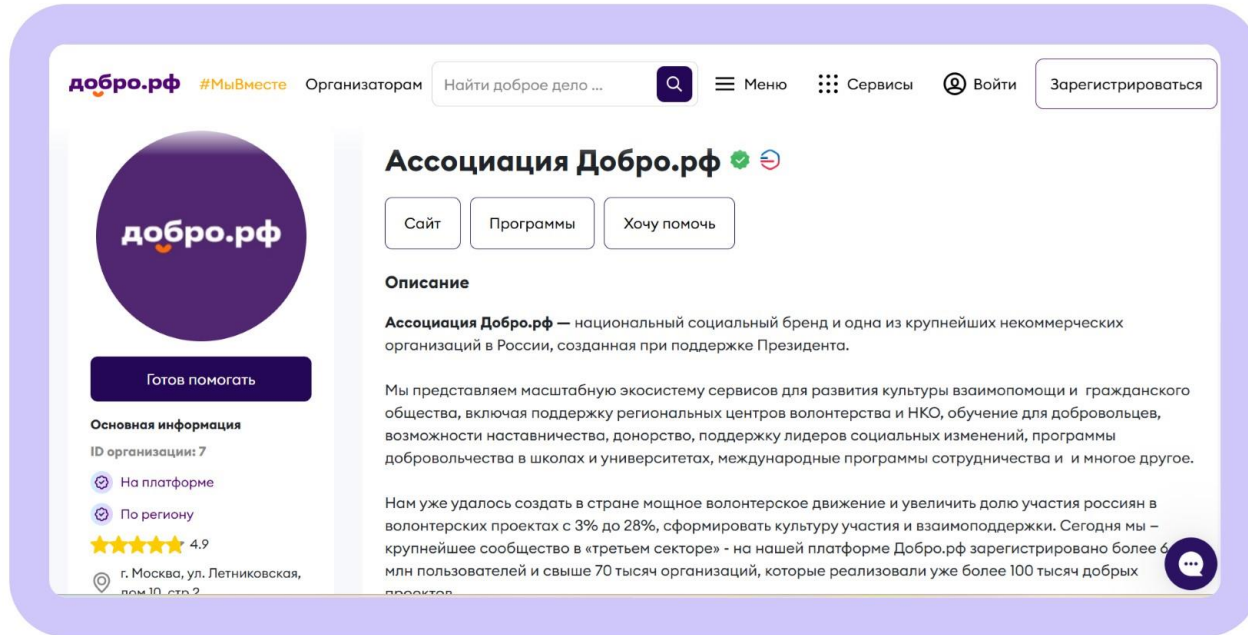 добро.рф #МыВместе Организаторам Найти доброе дело ... Меню Сервисы Войти Зарегистрироваться
добро.рф
Готов помогать
Основная информация
ID организации: 7
На платформе
По региону
4.9
г. Москва, ул. Летниковская,
дом 10, стр.2
Ассоциация Добро.рф
Сайт Программы Хочу помочь
Описание
Ассоциация Добро.рф — национальный социальный бренд и одна из крупнейших некоммерческих
организаций в России, созданная при поддержке Президента.
Мы представляем масштабную экосистему сервисов для развития культуры взаимопомощи и гражданского
общества, включая поддержку региональных центров волонтерства и НКО, обучение для добровольцев,
возможности наставничества, донорство, поддержку лидеров социальных изменений, программы
добровольчества в школах и университетах, международные программы сотрудничества и и многое другое.
Нам уже удалось создать в стране мощное волонтерское движение и увеличить долю участия россиян в
волонтерских проектах с 3% до 28%, сформировать культуру участия и взаимоподдержки. Сегодня мы –
крупнейшее сообщество в «третьем секторе» - на нашей платформе Добро.рф зарегистрировано более
млн пользователей и свыше 70 тысяч организаций, которые реализовали уже более 100 тысяч добрых
проектов